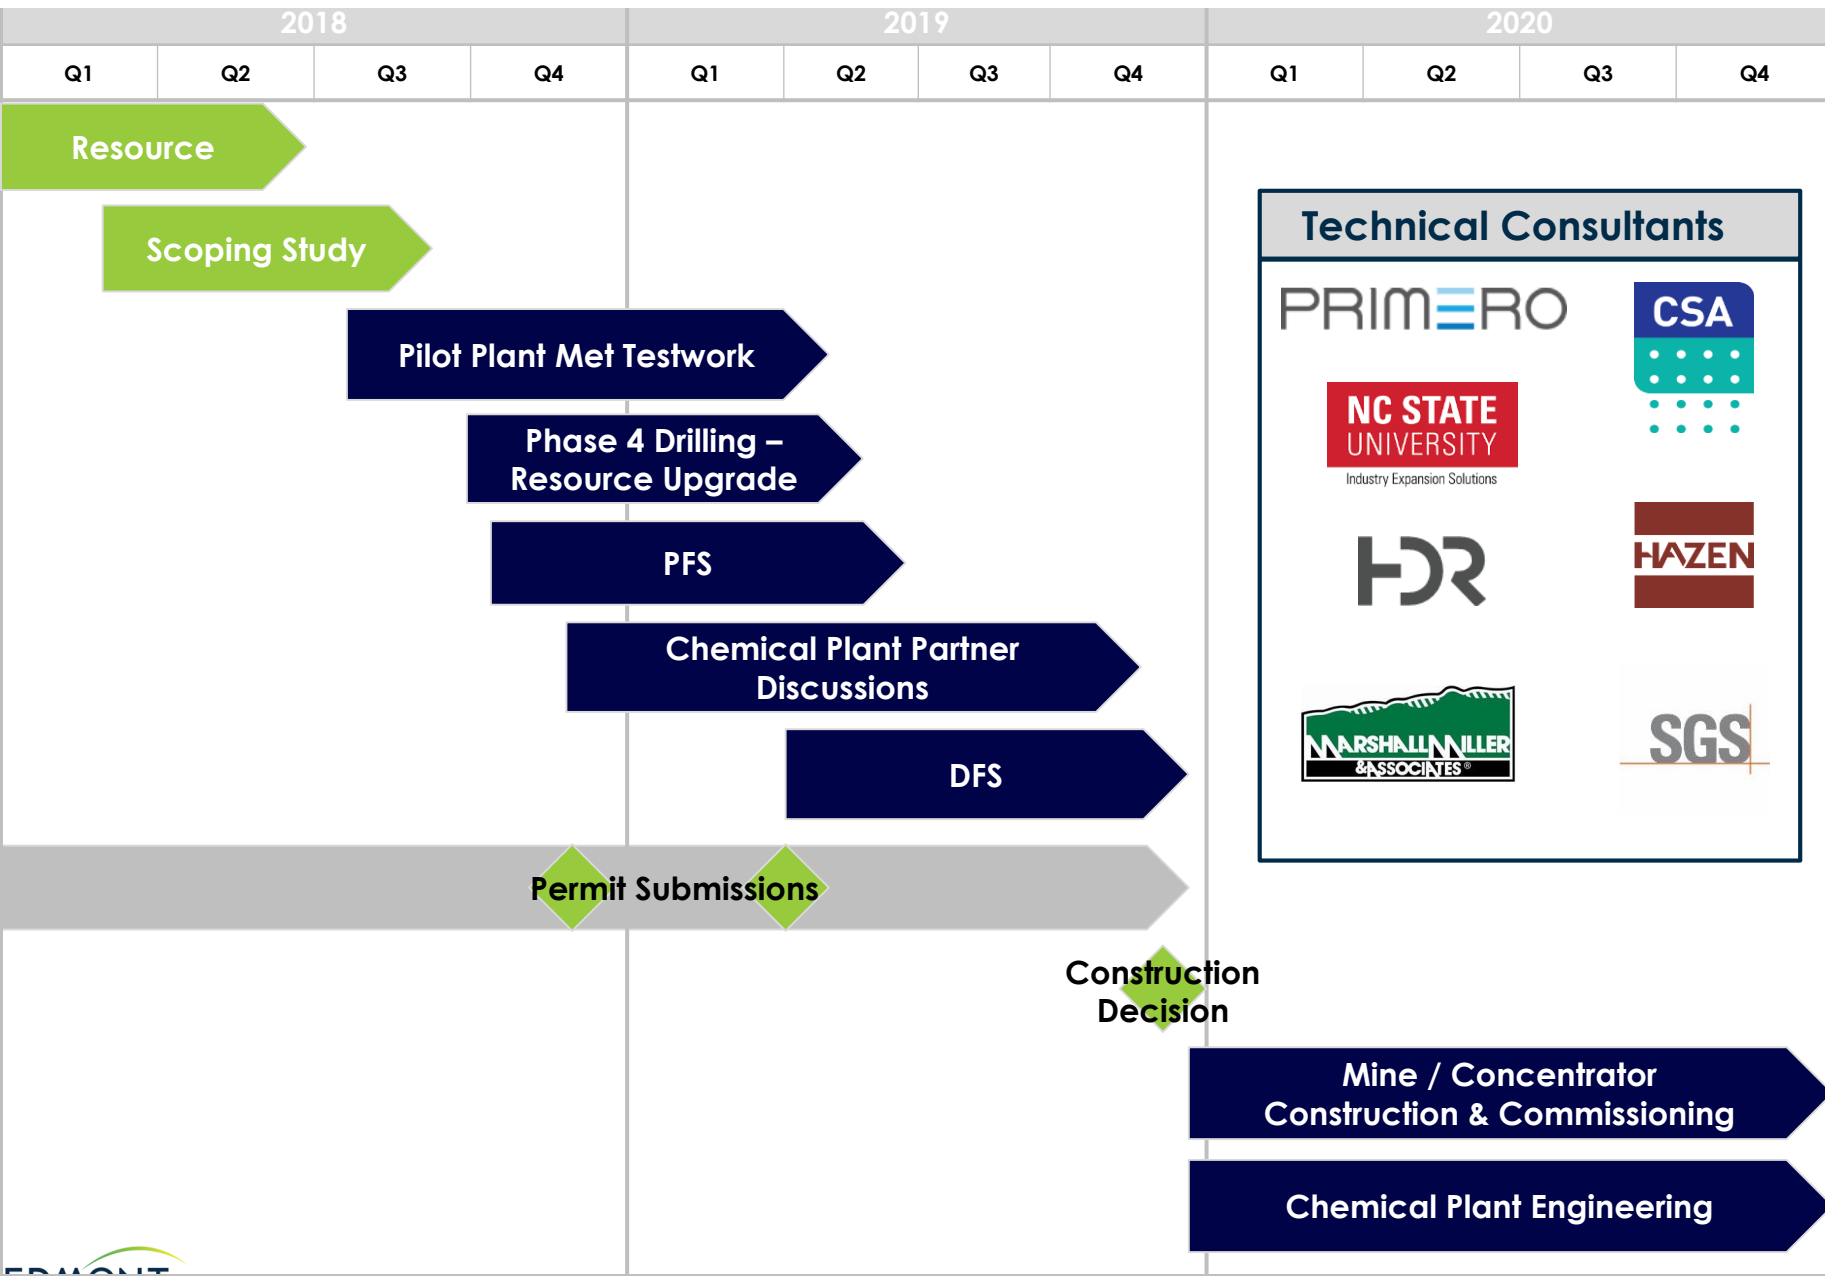 2018 2019 2020
Q1 Q2 Q3 Q4 Q1 Q2 Q3 Q4 Q1 Q2 Q3 Q4
Resource
Scoping Study
Pilot Plant Met Testwork
Phase 4 Drilling –
Resource Upgrade
PFS
Chemical Plant Partner
Discussions
DFS
Permit Submissions
Construction
Decision
Mine / Concentrator
Construction & Commissioning
Chemical Plant Engineering
Technical Consultants
PRIMERO
CSA
NC STATE
UNIVERSITY
Industry Expansion Solutions
HDR
HAZEN
MARSHALL MILLER
& ASSOCIATES®
SGS